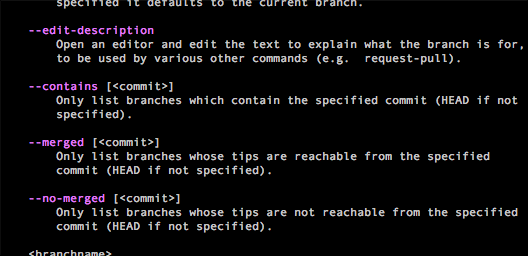 specified it defaults to the current branch.
--edit-description
Open an editor and edit the text to explain what the branch is for,
to be used by various other commands (e.g. request-pull).
--contains [<commit>]
Only list branches which contain the specified commit (HEAD if not
specified).
--merged [<commit>]
Only list branches whose tips are reachable from the specified
commit (HEAD if not specified).
--no-merged [<commit>]
Only list branches whose tips are not reachable from the specified
commit (HEAD if not specified).
<branchname>